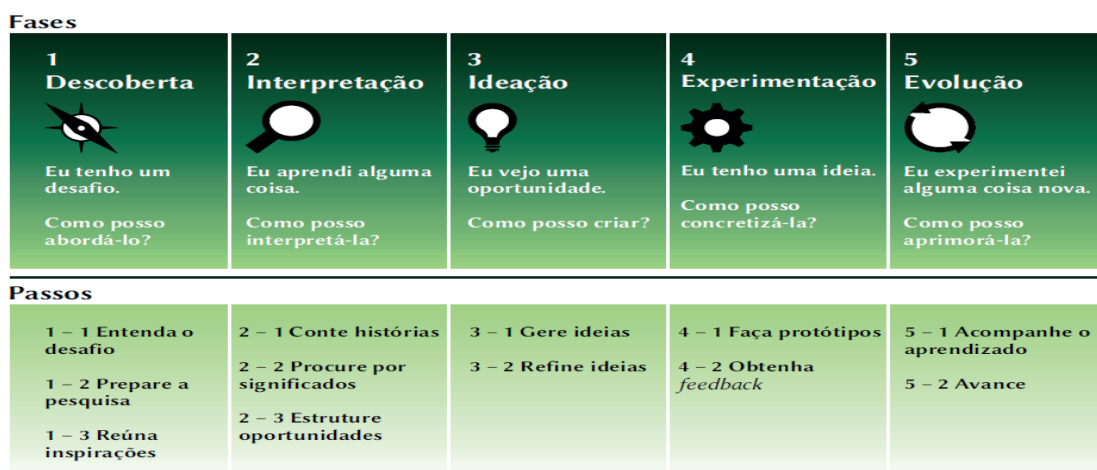 Fases
1
Descoberta
Eu tenho um
desafio.
Como posso
abordá-lo?
2
Interpretação
Eu aprendi alguma
coisa.
Como posso
interpretá-la?
3
Ideação
Eu vejo uma
oportunidade.
Como posso criar?
4
Experimentação
Eu tenho uma ideia.
Como posso
concretizá-la?
5
Evolução
Eu experimentei
alguma coisa nova.
Como posso
aprimorá-la?
Passos
1 – 1 Entenda o
desafio
1 – 2 Prepare a
pesquisa
1 – 3 Reúna
inspirações
2 – 1 Conte histórias
2 – 2 Procure por
significados
2 – 3 Estruture
oportunidades
3 – 1 Gere ideias
3 – 2 Refine ideias
4 – 1 Faça protótipos
4 – 2 Obtenha
feedback
5 – 1 Acompanhe o
aprendizado
5 – 2 Avance